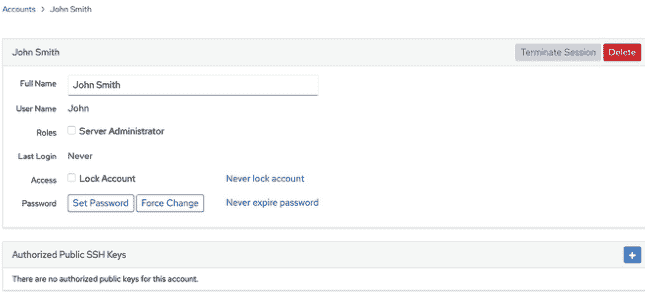 Accounts > John Smith
John Smith Terminate Session Delete
Full Name John Smith
User Name John
Roles Server Administrator
Last Login Never
Access Lock Account Never lock account
Password Set Password Force Change Never expire password
Authorized Public SSH Keys +
There are no authorized public keys for this account.